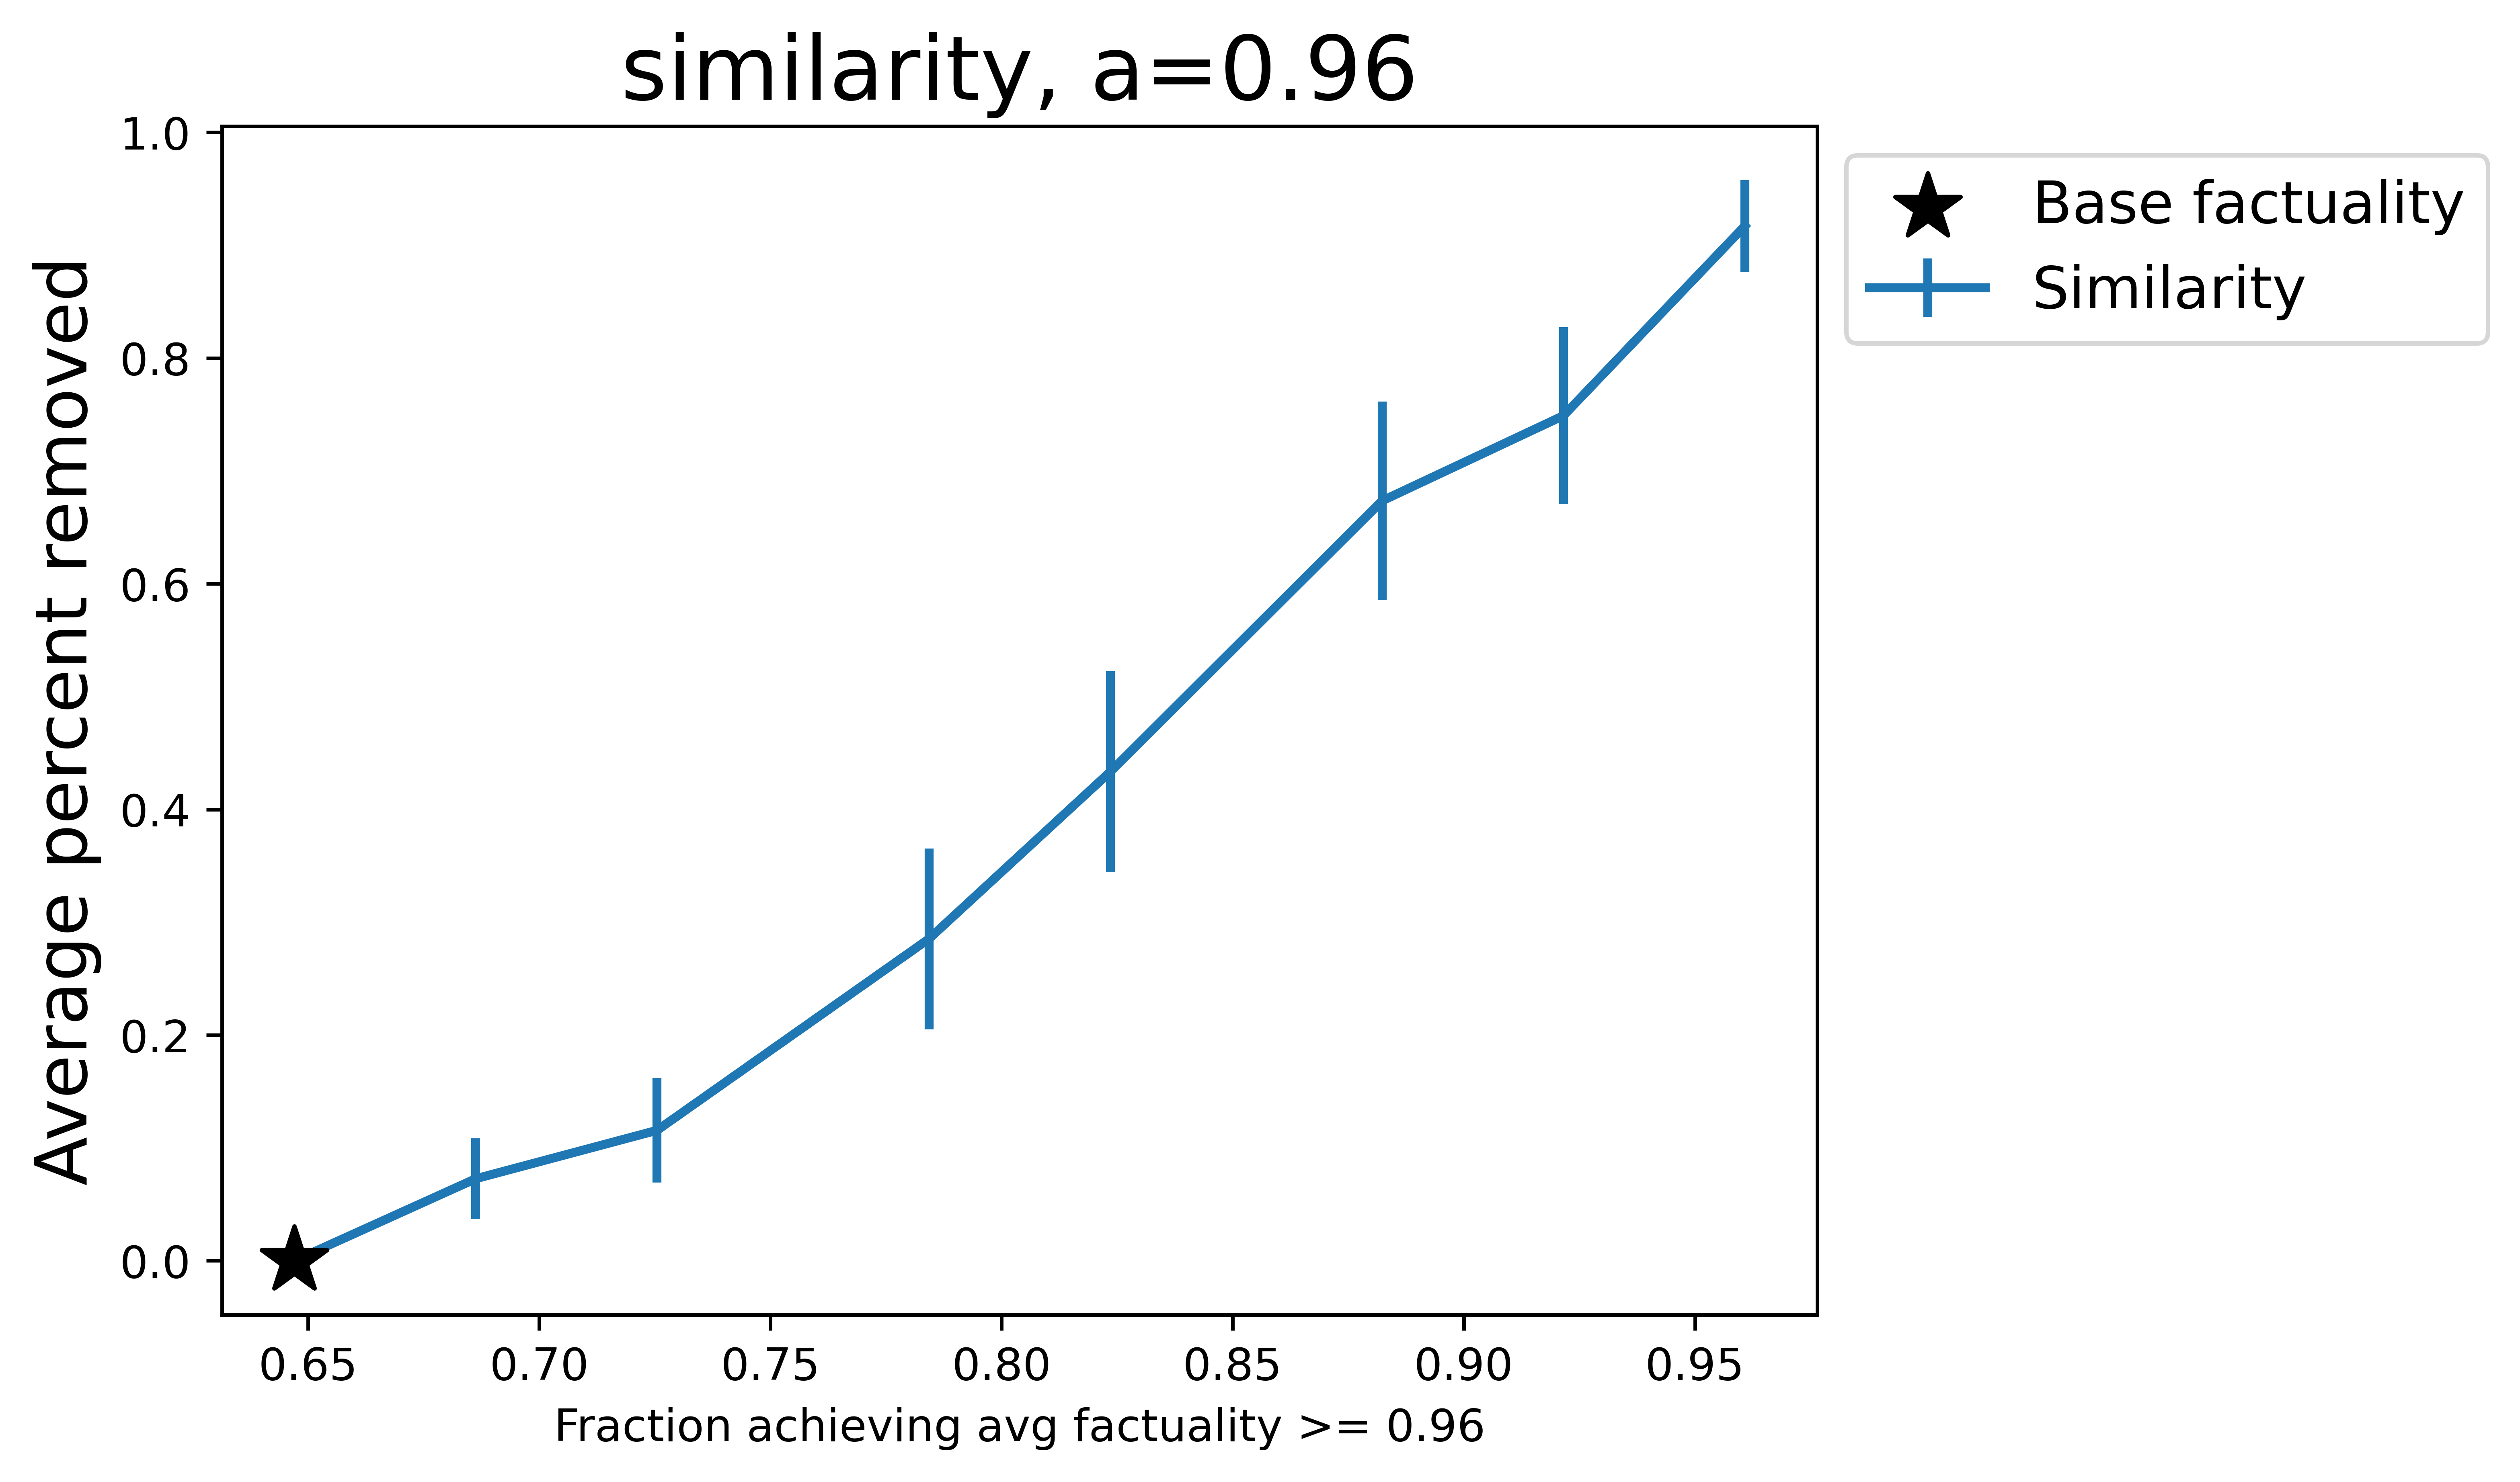 similarity, a=0.96
Average percent removed
1.0
0.8
0.6
0.4
0.2
0.0
0.65 0.70 0.75 0.80 0.85 0.90 0.95
Fraction achieving avg factuality >= 0.96
Base factuality
Similarity